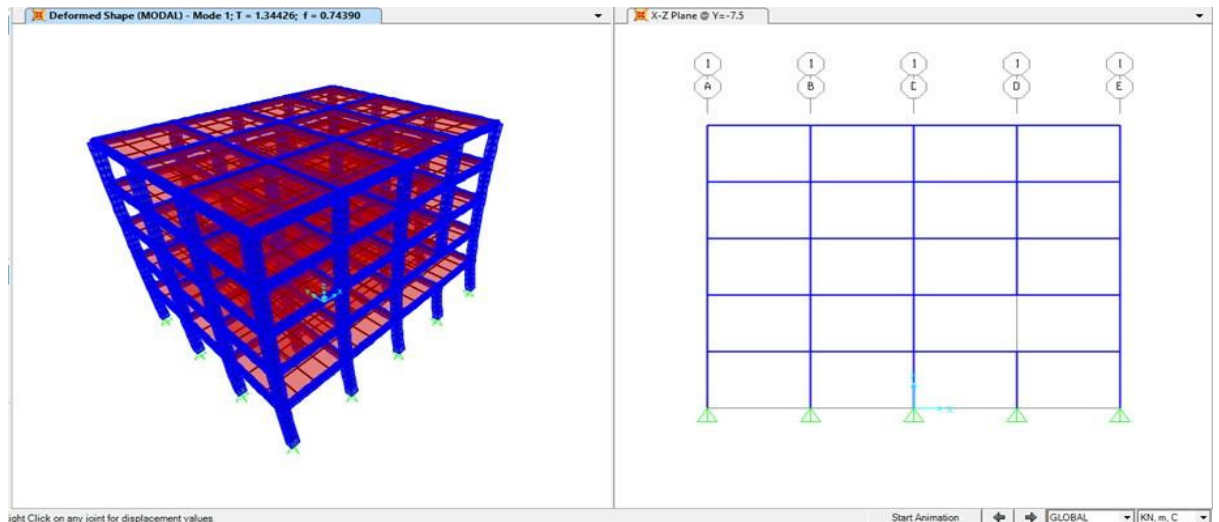 Deformed Shape (MODAL) - Mode 1; T = 1.34426; f = 0.74390
X-Z Plane @ Y=-7.5
1 1 1 1 1
A B C D E
X
ight Click on any joint for displacement values
Start Animation
GLOBAL
KN, m, C